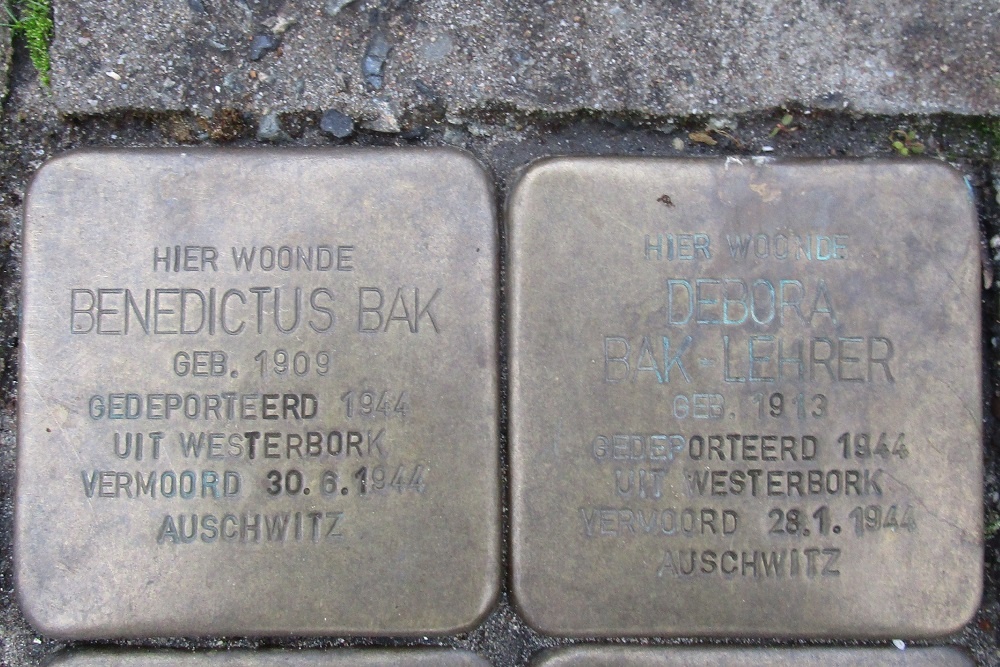 HIER WOONDE
BENEDICTUS BAK
GEB. 1909
GEDEPORTEERD 1944
UIT WESTERBORK
VERMOORD 30.6.1944
AUSCHWITZ
HIER WOONDE
DEBORA
BAK-LEHRER
GEB. 1913
GEDEPORTEERD 1944
UIT WESTERBORK
VERMOORD 28.1.1944
AUSCHWITZ